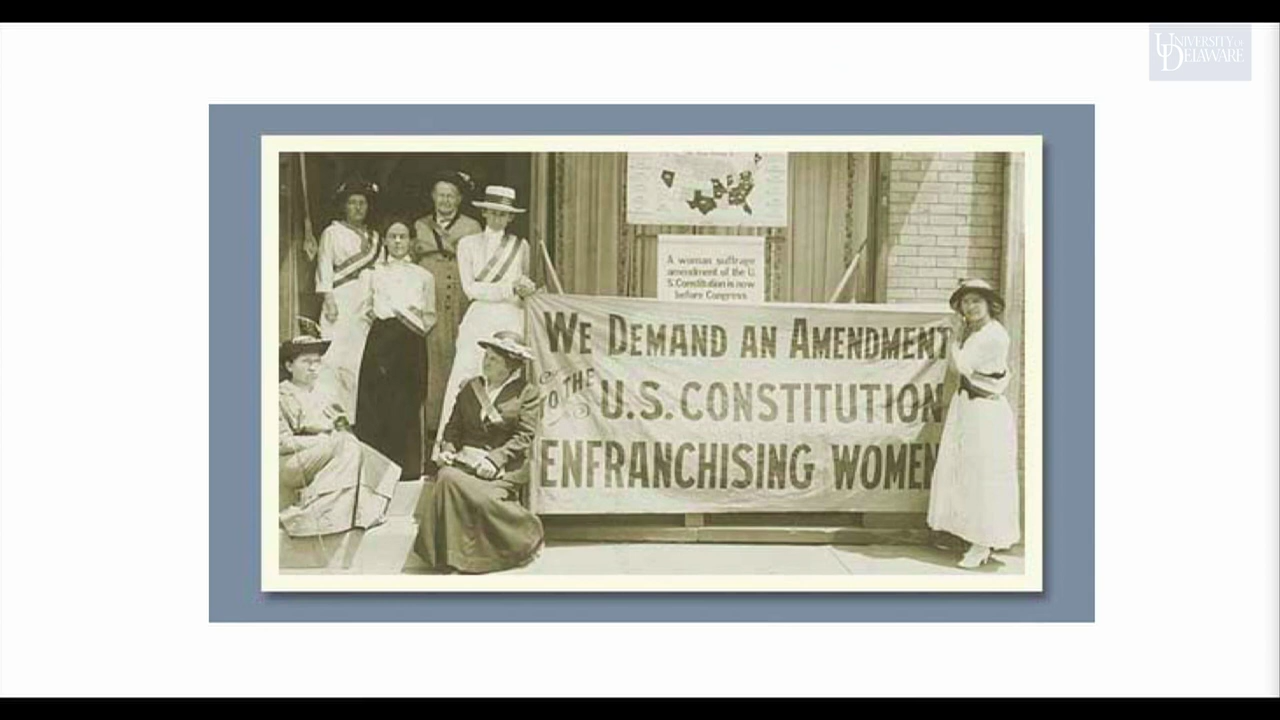 UNIVERSITY OF
DELAWARE
A woman suffrage
amendment of the U.
S. Constitution is now
before Congress
WE DEMAND AN AMENDMENT
TO THE U.S. CONSTITUTION
ENFRANCHISING WOMEN